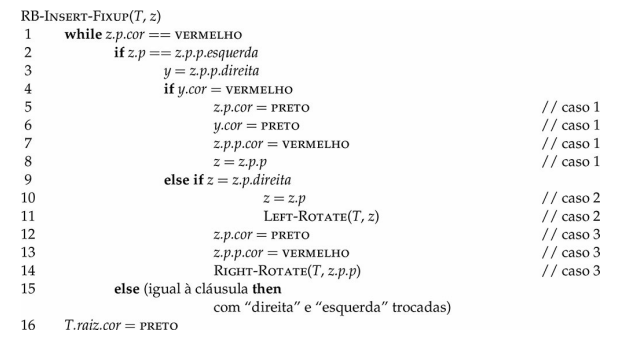 RB-INSERT-FIXUP(T, z)
1 while z.p.cor == VERMELHO
2 if z.p == z.p.p.esquerda
3 y = z.p.p.direita
4 if y.cor = VERMELHO
5 z.p.cor = PRETO // caso 1
6 y.cor = PRETO // caso 1
7 z.p.p.cor = VERMELHO // caso 1
8 z = z.p.p // caso 1
9 else if z = z.p.direita
10 z = z.p // caso 2
11 LEFT-ROTATE(T, z) // caso 2
12 z.p.cor = PRETO // caso 3
13 z.p.p.cor = VERMELHO // caso 3
14 RIGHT-ROTATE(T, z.p.p) // caso 3
15 else (igual à cláusula then
com “direita” e “esquerda” trocadas)
16 T.raiz.cor = PRETO